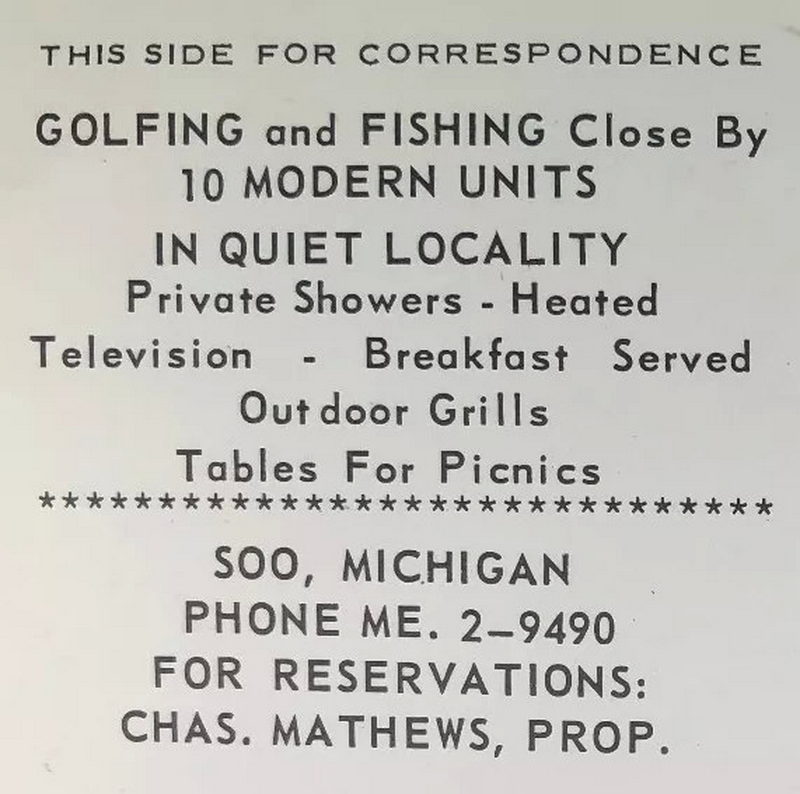 THIS SIDE FOR CORRESPONDENCE
GOLFING and FISHING Close By
10 MODERN UNITS
IN QUIET LOCALITY
Private Showers - Heated
Television - Breakfast Served
Outdoor Grills
Tables For Picnics
*******************************
SOO, MICHIGAN
PHONE ME. 2-9490
FOR RESERVATIONS:
CHAS. MATHEWS, PROP.